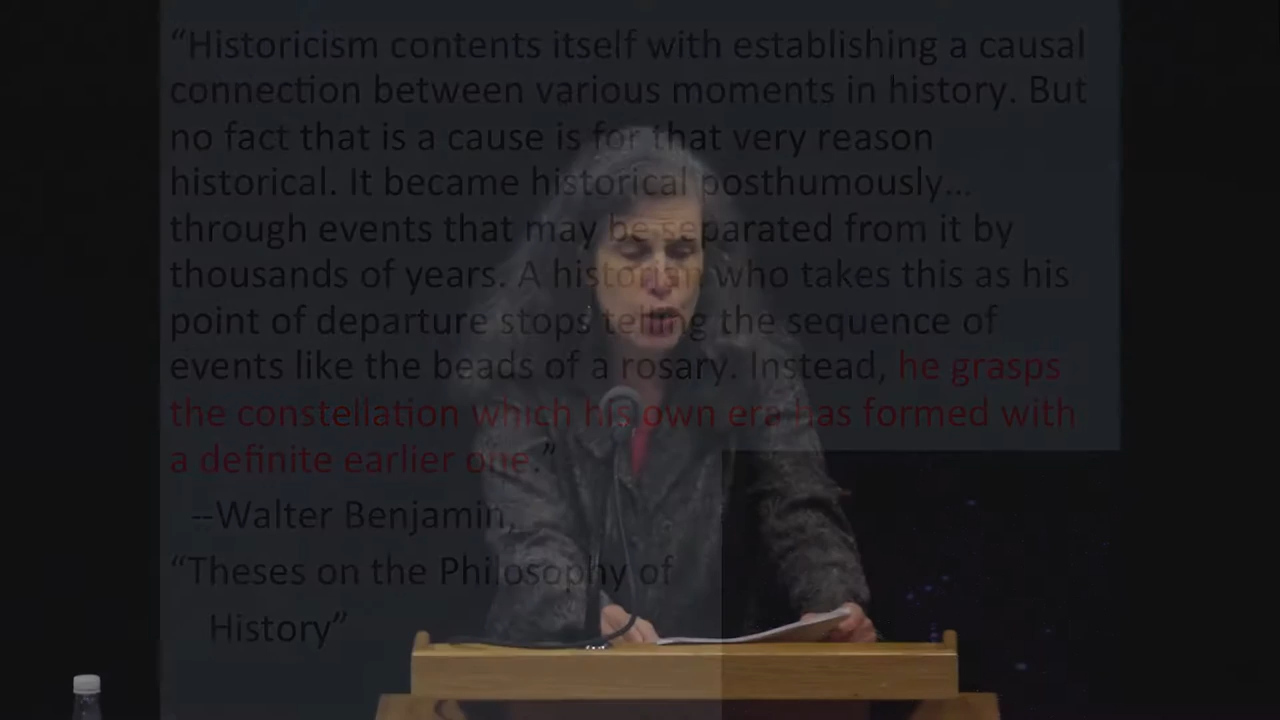 “Historicism contents itself with establishing a causal
connection between various moments in history. But
no fact that is a cause is for that very reason
historical. It became historical posthumously…
through events that may be separated from it by
thousands of years. A historian who takes this as his
point of departure stops telling the sequence of
events like the beads of a rosary. Instead, he grasps
the constellation which his own era has formed with
a definite earlier one.”
--Walter Benjamin,
“Theses on the Philosophy of
History”